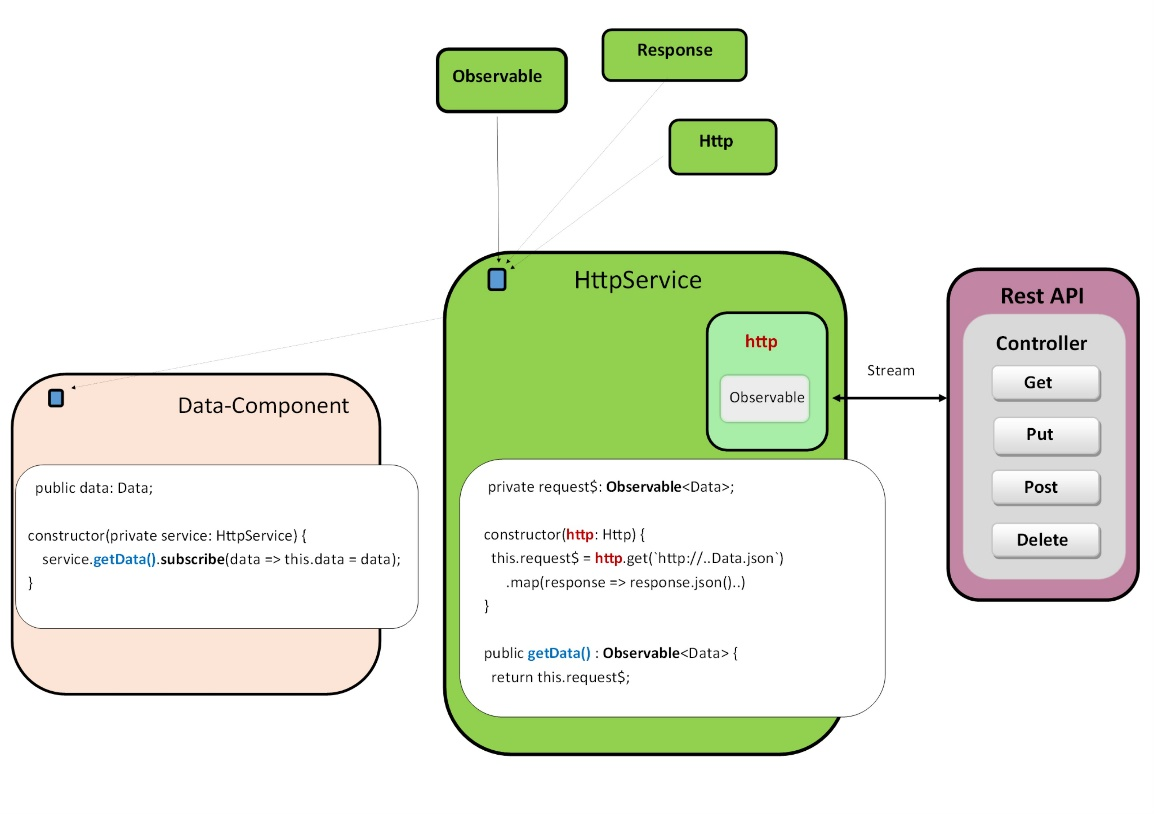 Response
Observable
Http
HttpService
Rest API
http
Controller
Stream
Get
Observable
Data-Component
Put
Post
Delete
public data: Data;
constructor(private service: HttpService) {
service.getData().subscribe(data => this.data = data);
}
private request$: Observable<Data>;
constructor(http: Http) {
this.request$ = http.get(`http://..Data.json`)
.map(response => response.json()..)
}
public getData() : Observable<Data> {
return this.request$;